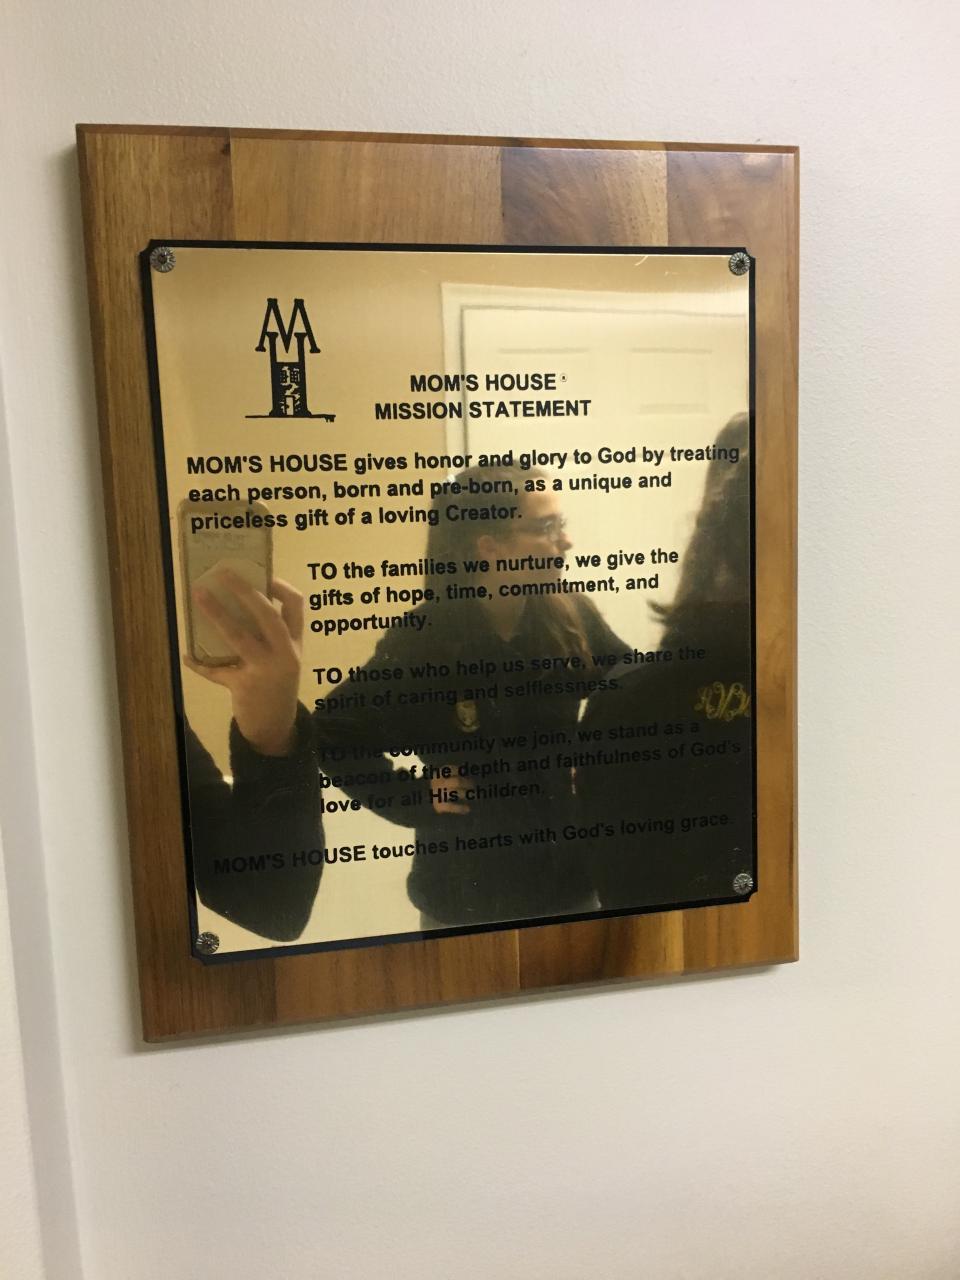 MOM'S HOUSE®
MISSION STATEMENT
MOM'S HOUSE gives honor and glory to God by treating
each person, born and pre-born, as a unique and
priceless gift of a loving Creator.
TO the families we nurture, we give the
gifts of hope, time, commitment, and
opportunity.
TO those who help us serve, we share the
spirit of caring and selflessness.
TO the community we join, we stand as a
beacon of the depth and faithfulness of God's
love for all His children.
MOM'S HOUSE touches hearts with God's loving grace.